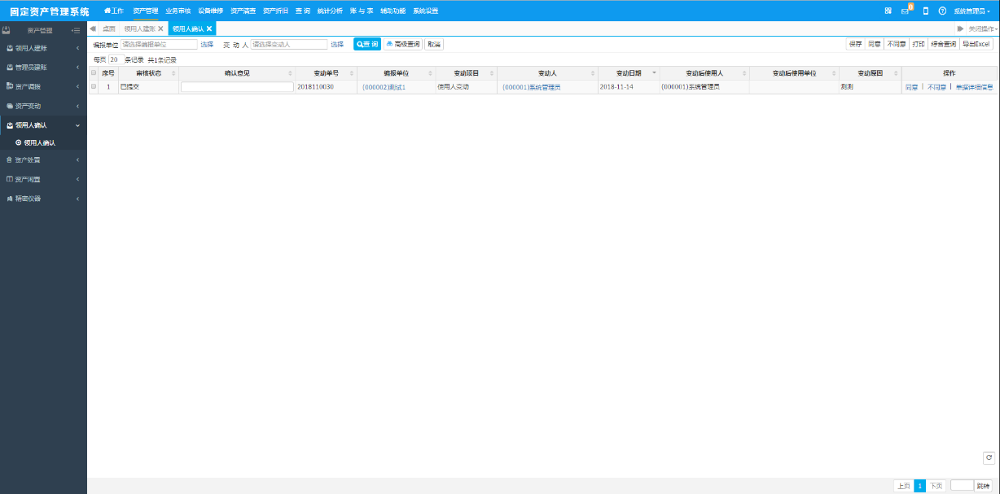 固定资产管理系统 工作 资产管理 业务审核 设备维修 资产清查 资产折旧 查 询 统计分析 账 与 表 辅助功能 系统设置 0 系统管理员
资产管理 桌面 领用人建账 领用人确认 关闭操作
编报单位 请选择编报单位 选择 变 动 人 请选择变动人 选择 查 询 高级查询 取消 保存 同意 不同意 打印 综合查询 导出Excel
每页 20 条记录 共1条记录
序号 审核状态 确认意见 变动单号 编报单位 变动项目 变动人 变动日期 变动后使用人 变动后使用单位 变动原因 操作
1 已提交 2018110030 (000002)测试1 使用人变动 (000001)系统管理员 2018-11-14 (000001)系统管理员 测测 同意 | 不同意 | 单据详细信息
领用人建账
管理员建账
资产调拨
资产变动
领用人确认
领用人确认
资产处置
资产闲置
精密仪器
上页 1 下页 跳转